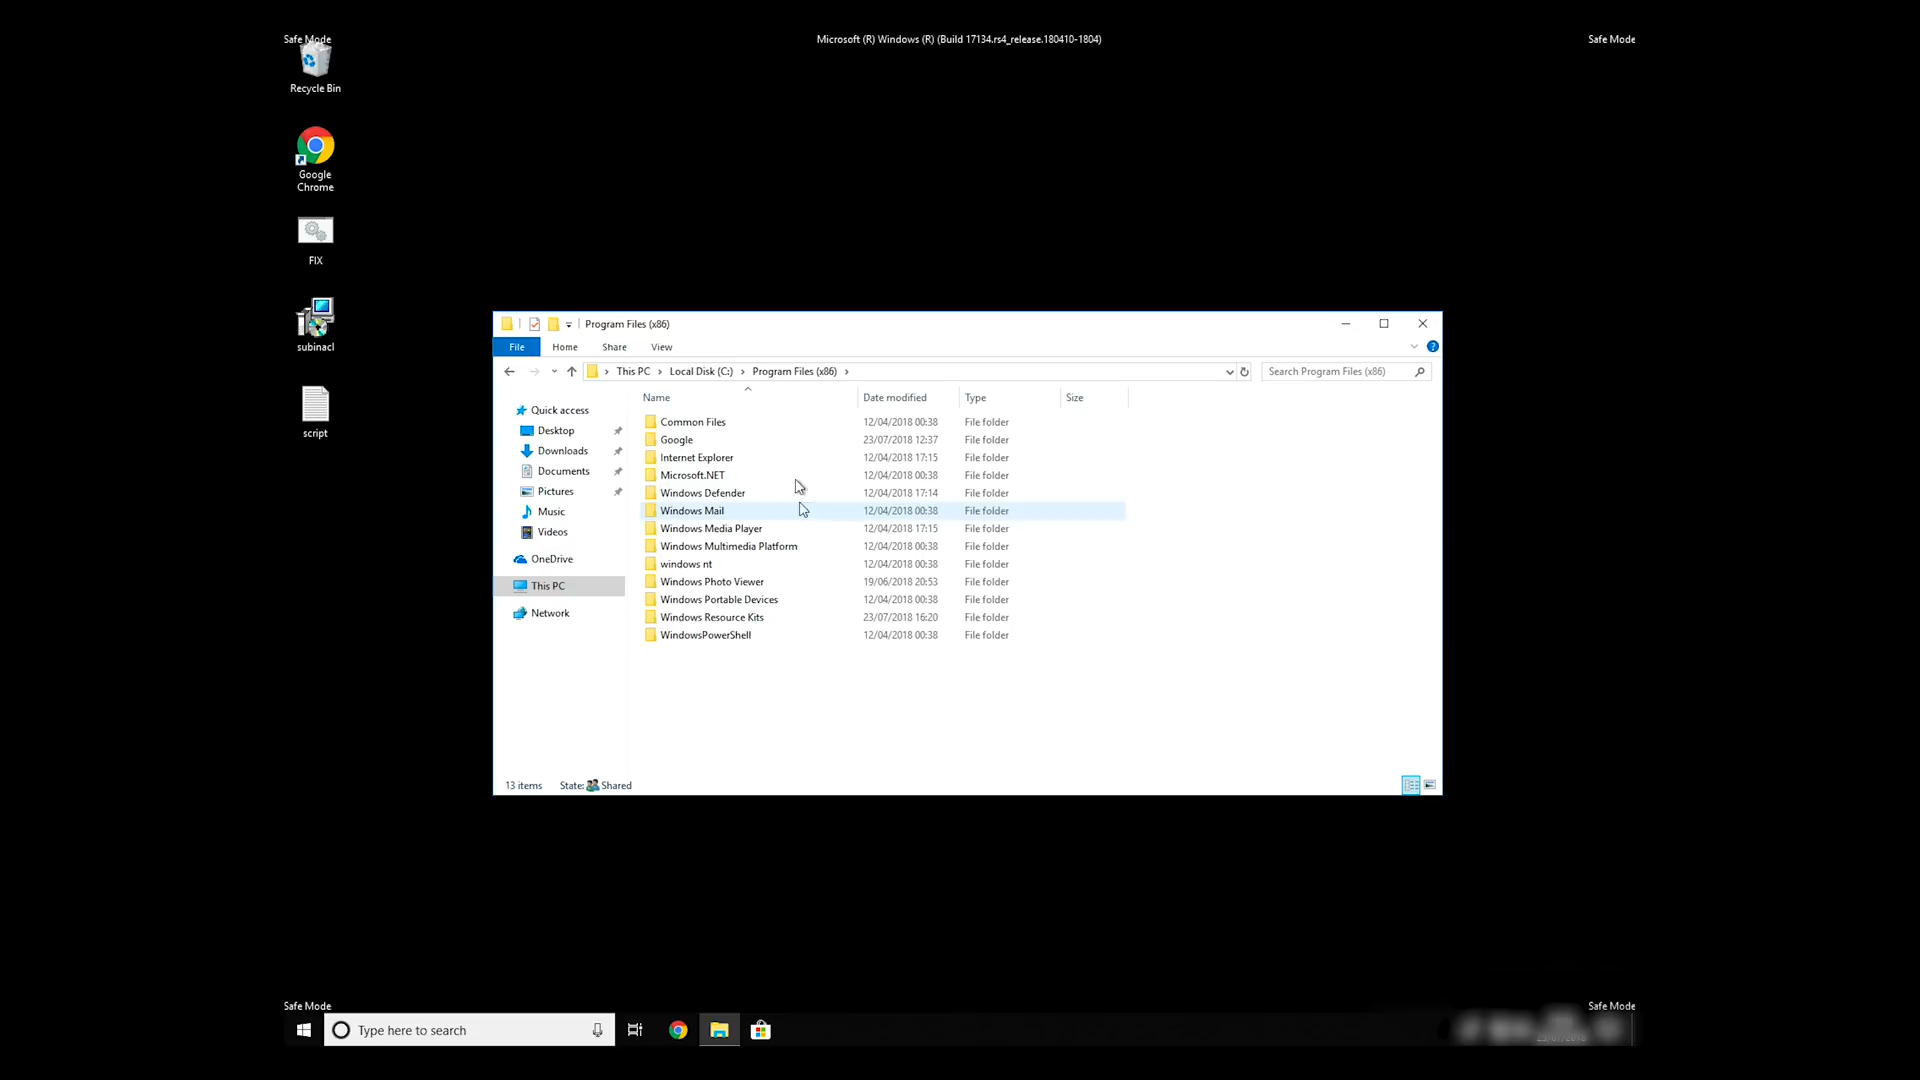 Safe Mode
Microsoft (R) Windows (R) (Build 17134.rs4_release.180410-1804)
Safe Mode
Recycle Bin
Google
Chrome
FIX
subinacl
script
Program Files (x86)
File Home Share View
This PC Local Disk (C:) Program Files (x86)
Search Program Files (x86)
Name Date modified Type Size
Quick access
Desktop
Downloads
Documents
Pictures
Music
Videos
OneDrive
This PC
Network
Common Files 12/04/2018 00:38 File folder
Google 23/07/2018 12:37 File folder
Internet Explorer 12/04/2018 17:15 File folder
Microsoft.NET 12/04/2018 00:38 File folder
Windows Defender 12/04/2018 17:14 File folder
Windows Mail 12/04/2018 00:38 File folder
Windows Media Player 12/04/2018 17:15 File folder
Windows Multimedia Platform 12/04/2018 00:38 File folder
windows nt 12/04/2018 00:38 File folder
Windows Photo Viewer 19/06/2018 20:53 File folder
Windows Portable Devices 12/04/2018 00:38 File folder
Windows Resource Kits 23/07/2018 16:20 File folder
WindowsPowerShell 12/04/2018 00:38 File folder
13 items State: Shared
Safe Mode
Safe Mode
Type here to search